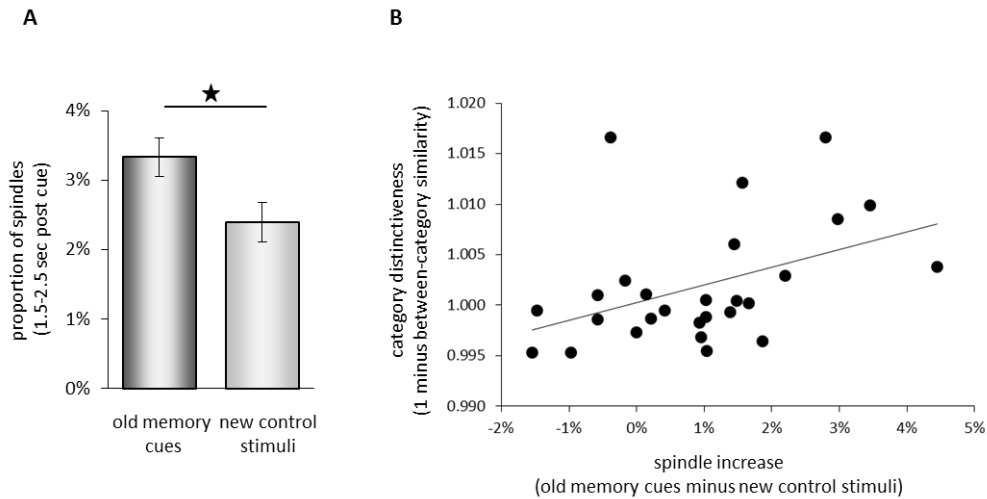 A
B
4%
3%
2%
1%
0%
proportion of spindles
(1.5-2.5 sec post cue)
old memory
cues
new control
stimuli
1.020
1.015
1.010
1.005
1.000
0.995
0.990
category distinctiveness
(1 minus between-category similarity)
-2%
-1%
0%
1%
2%
3%
4%
5%
spindle increase
(old memory cues minus new control stimuli)